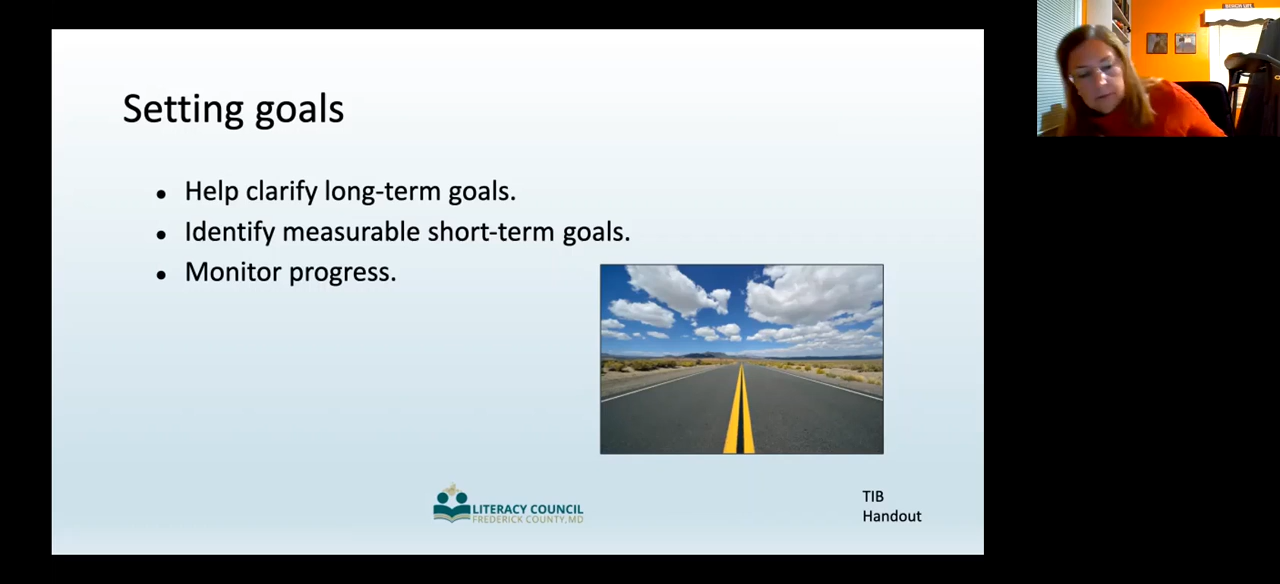 Setting goals
• Help clarify long-term goals.
• Identify measurable short-term goals.
• Monitor progress.
LITERACY COUNCIL
FREDERICK COUNTY, MD
TIB
Handout